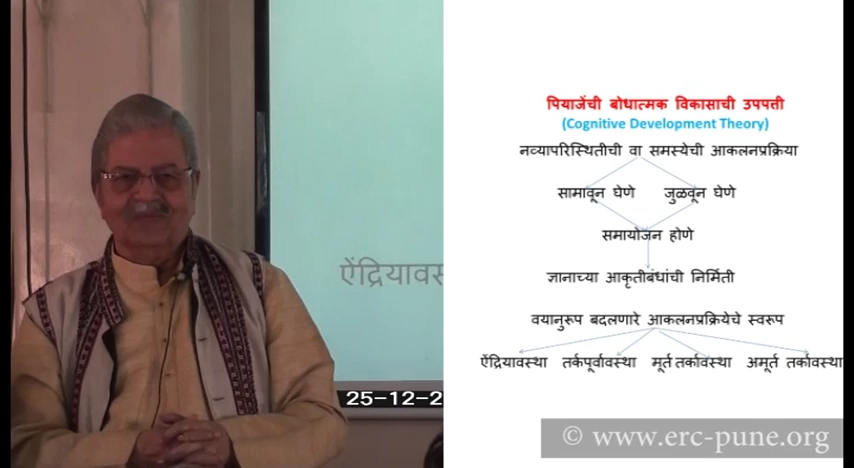 ऐंद्रियावस
25-12-2
पियाजेंची बोधात्मक विकासाची उपपत्ती
(Cognitive Development Theory)
नव्यापरिस्थितीची वा समस्येची आकलनप्रक्रिया
सामावून घेणे जुळवून घेणे
समायोजन होणे
ज्ञानाच्या आकृतीबंधांची निर्मिती
वयानुरूप बदलणारे आकलनप्रक्रियेचे स्वरूप
ऐंद्रियावस्था तर्कपूर्वावस्था मूर्त तर्कावस्था अमूर्त तर्कावस्था
© www.erc-pune.org